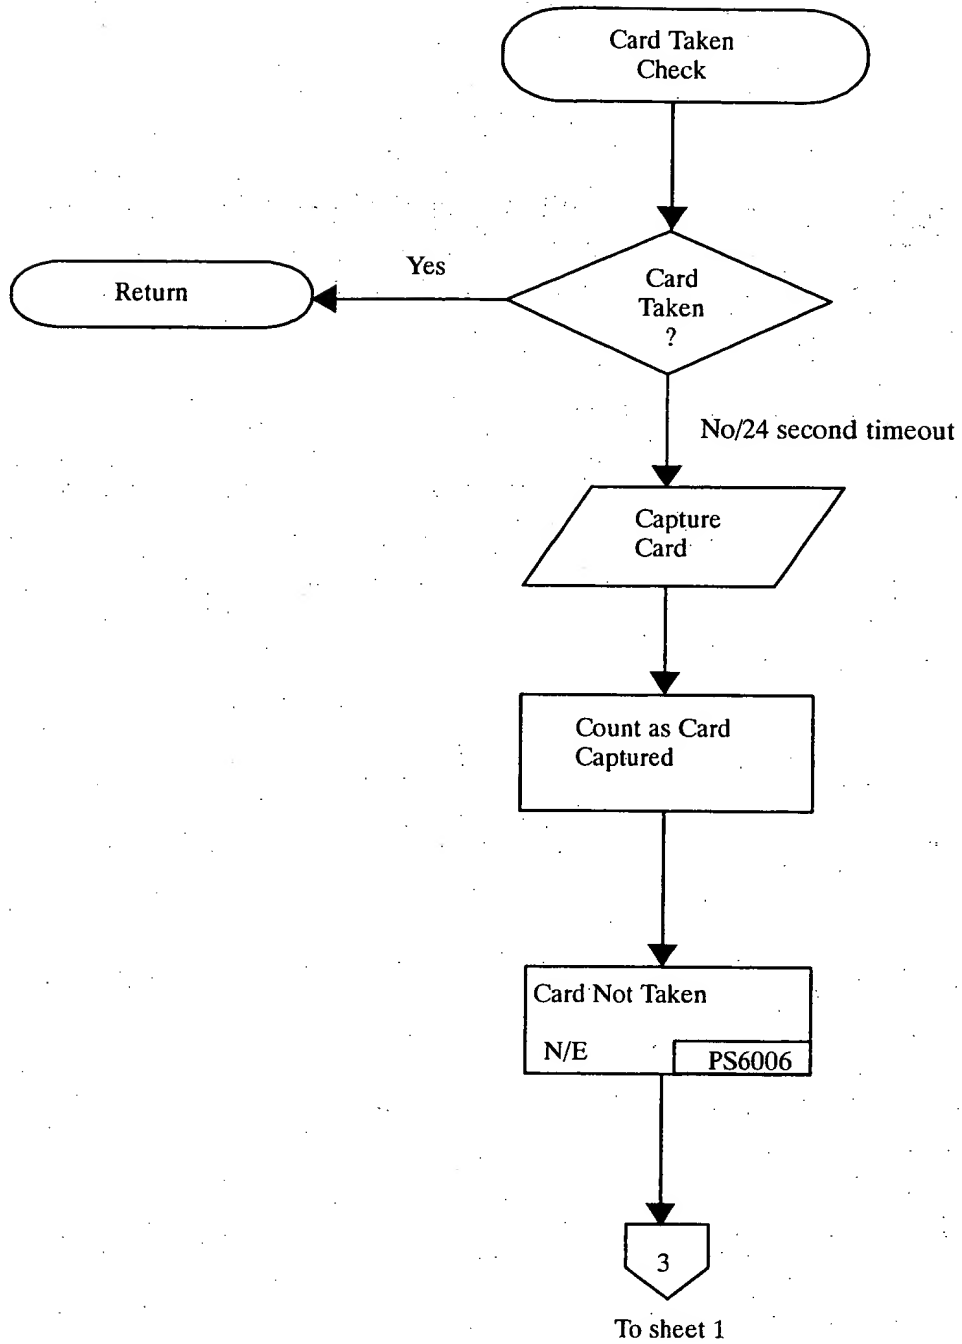 Card Taken
Check
Yes
Return
Card
Taken
?
No/24 second timeout
Capture
Card
Count as Card
Captured
Card Not Taken
N/E
PS6006
3
To sheet 1